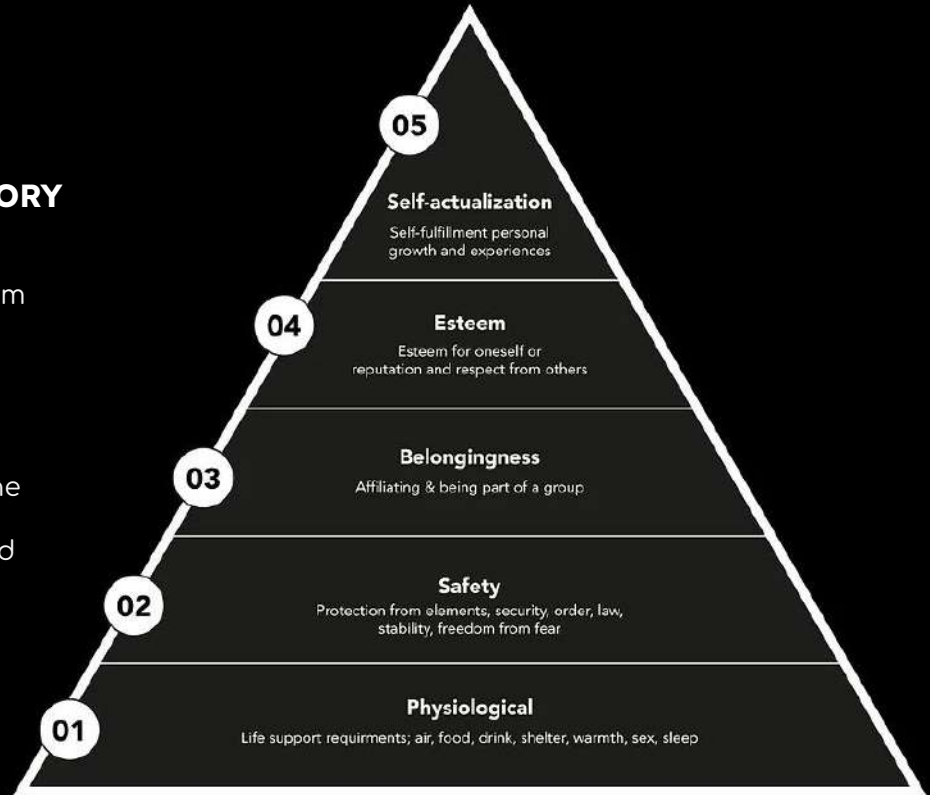 05
ORY
Self-actualization
Self-fulfillment personal
growth and experiences
04
Esteem
Esteem for oneself or
reputation and respect from others
03
Belongingness
Affiliating & being part of a group
02
Safety
Protection from elements, security, order, law,
stability, freedom from fear
01
Physiological
Life support requirments; air, food, drink, shelter, warmth, sex, sleep